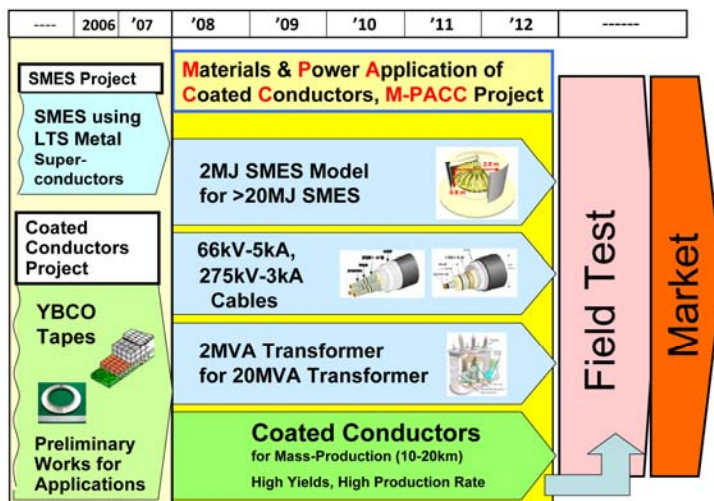 ---- 2006 '07 '08 '09 '10 '11 '12 ------
SMES Project
SMES using
LTS Metal
Super-
conductors
Coated
Conductors
Project
YBCO
Tapes
Preliminary
Works for
Applications
Materials & Power Application of
Coated Conductors, M-PACC Project
2MJ SMES Model
for >20MJ SMES
66kV-5kA,
275kV-3kA
Cables
2MVA Transformer
for 20MVA Transformer
Coated Conductors
for Mass-Production (10-20km)
High Yields, High Production Rate
Field Test
Market